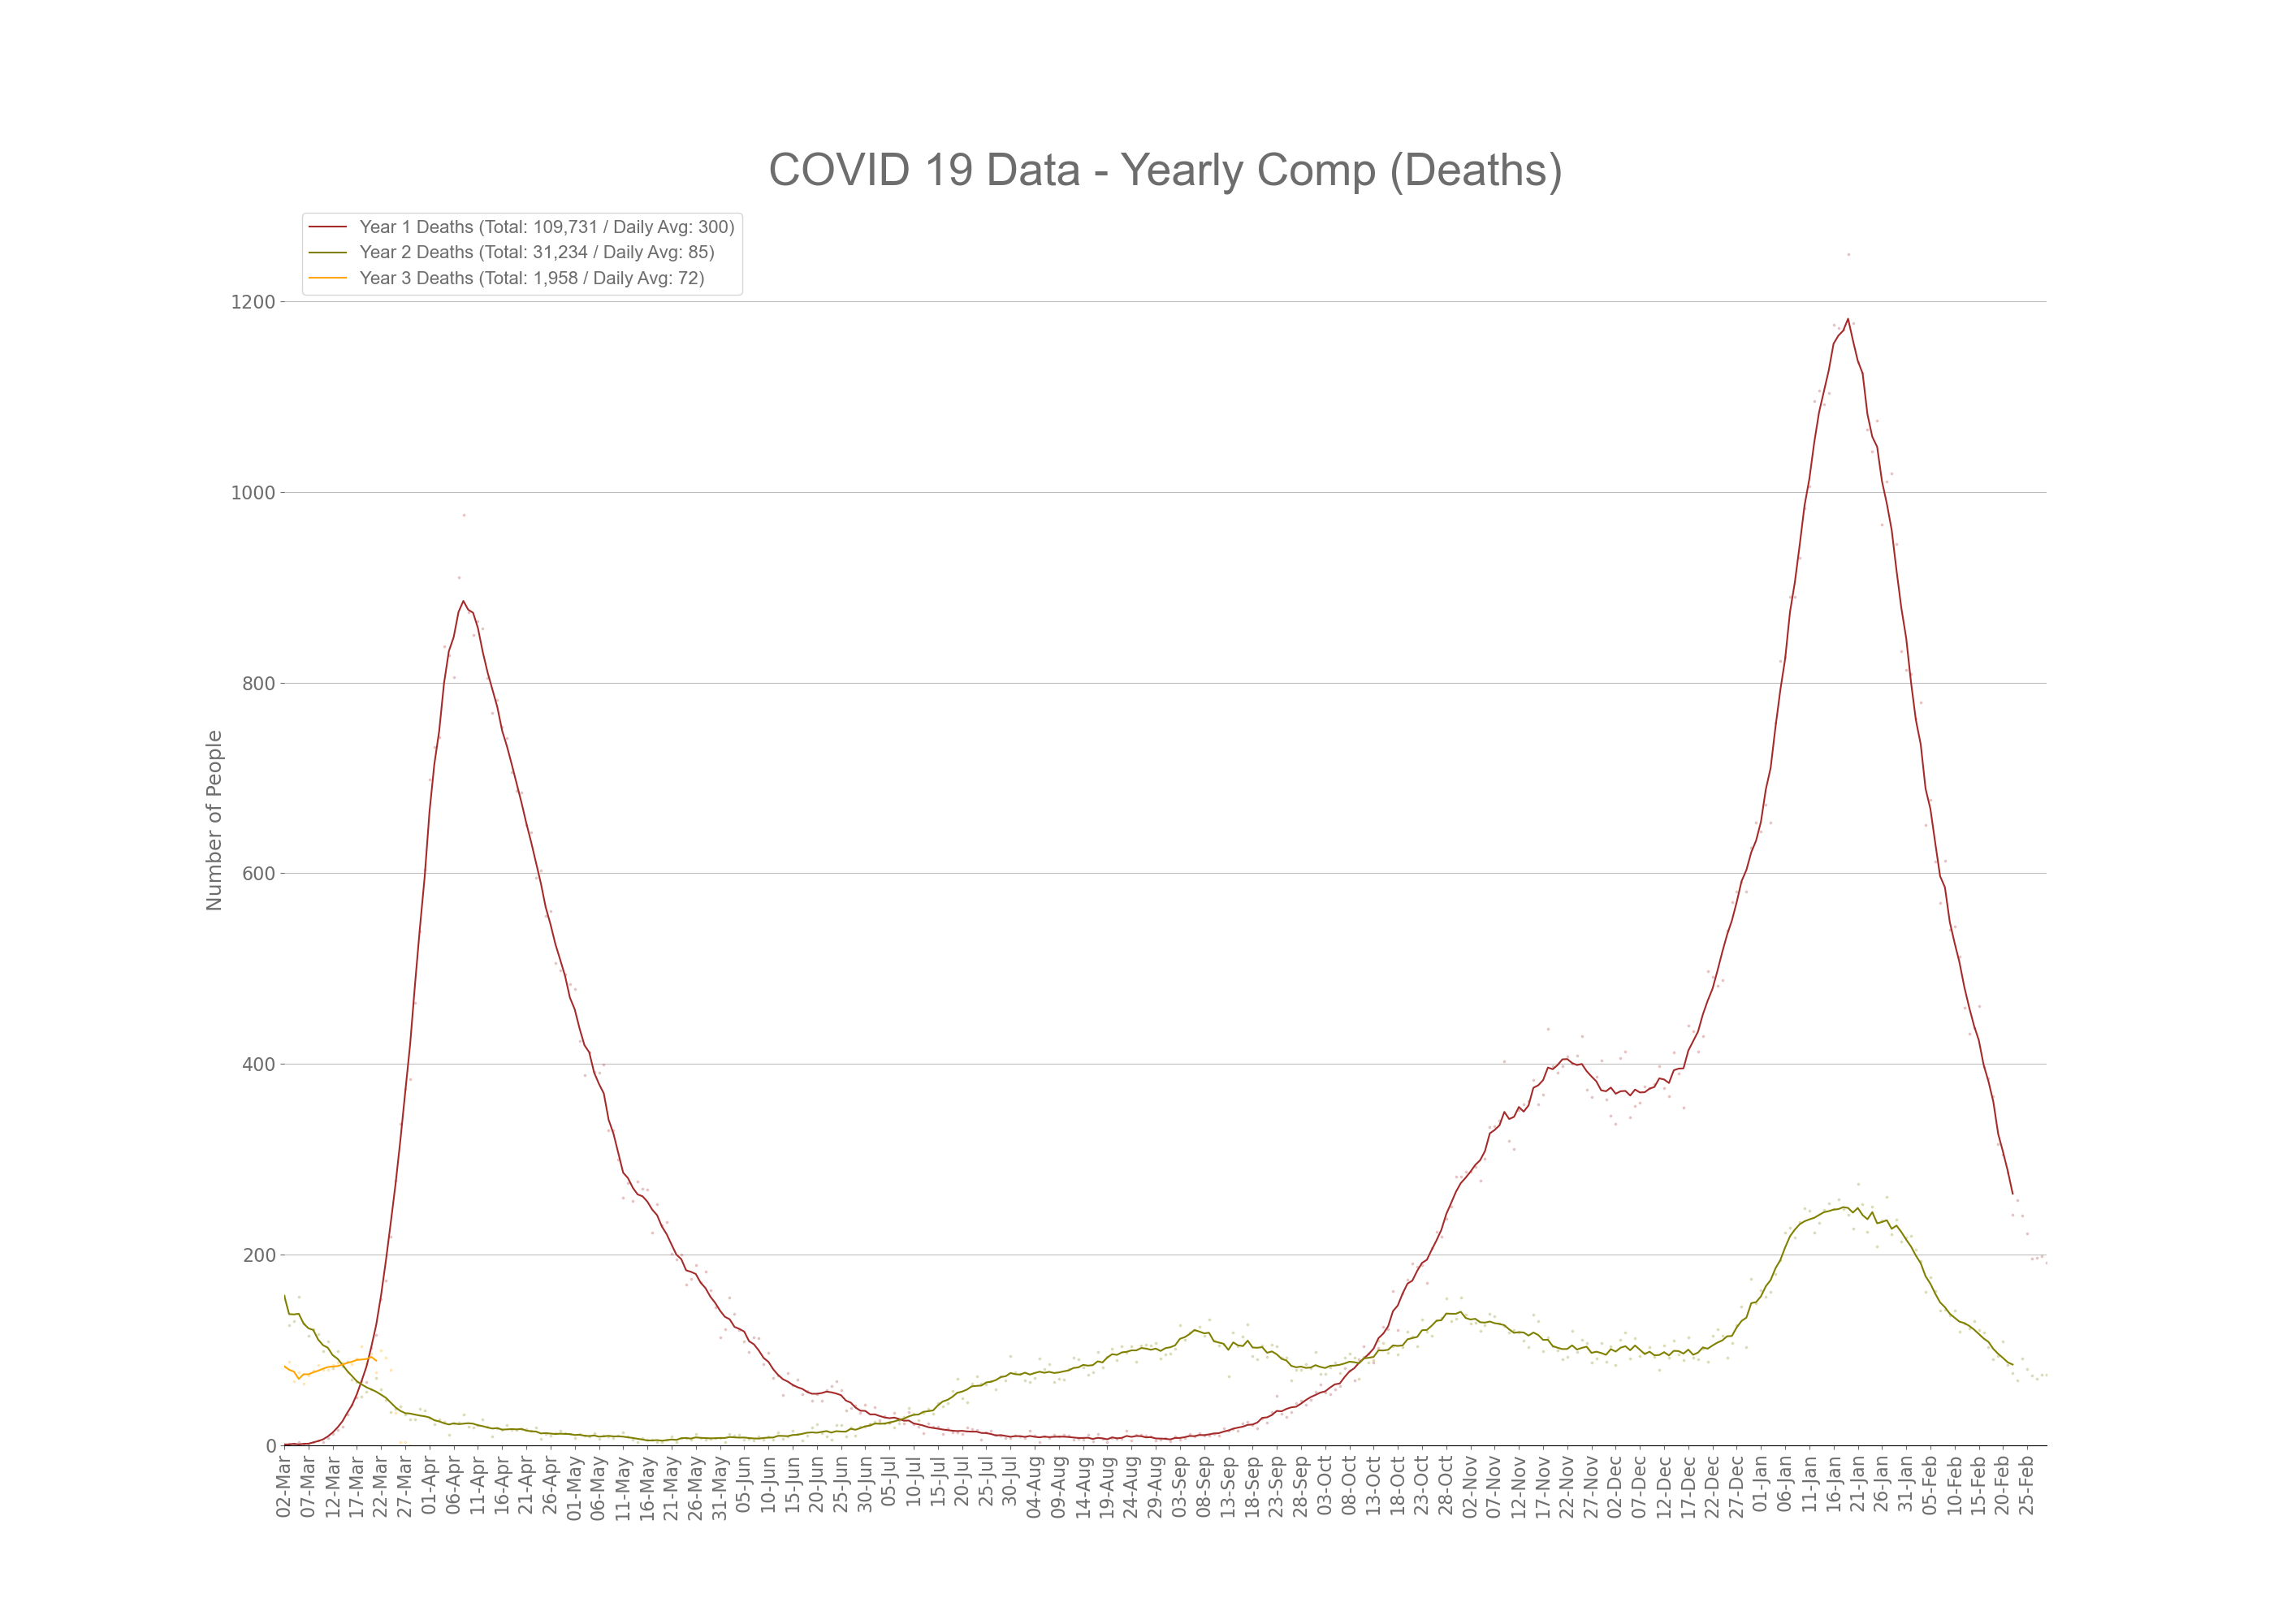 COVID 19 Data - Yearly Comp (Deaths)
Year 1 Deaths (Total: 109,731 / Daily Avg: 300)
Year 2 Deaths (Total: 31,234 / Daily Avg: 85)
Year 3 Deaths (Total: 1,958 / Daily Avg: 72)
1200
1000
800
600
400
200
0
Number of People
02-Mar
07-Mar
12-Mar
17-Mar
22-Mar
27-Mar
01-Apr
06-Apr
11-Apr
16-Apr
21-Apr
26-Apr
01-May
06-May
11-May
16-May
21-May
26-May
31-May
05-Jun
10-Jun
15-Jun
20-Jun
25-Jun
30-Jun
05-Jul
10-Jul
15-Jul
20-Jul
25-Jul
30-Jul
04-Aug
09-Aug
14-Aug
19-Aug
24-Aug
29-Aug
03-Sep
08-Sep
13-Sep
18-Sep
23-Sep
28-Sep
03-Oct
08-Oct
13-Oct
18-Oct
23-Oct
28-Oct
02-Nov
07-Nov
12-Nov
17-Nov
22-Nov
27-Nov
02-Dec
07-Dec
12-Dec
17-Dec
22-Dec
27-Dec
01-Jan
06-Jan
11-Jan
16-Jan
21-Jan
26-Jan
31-Jan
05-Feb
10-Feb
15-Feb
20-Feb
25-Feb